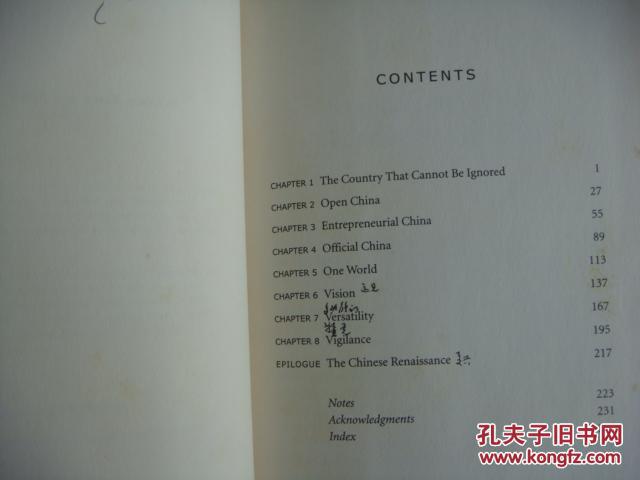 CONTENTS
CHAPTER 1 The Country That Cannot Be Ignored 1
CHAPTER 2 Open China 27
CHAPTER 3 Entrepreneurial China 55
CHAPTER 4 Official China 89
CHAPTER 5 One World 113
CHAPTER 6 Vision 137
CHAPTER 7 Versatility 167
CHAPTER 8 Vigilance 195
EPILOGUE The Chinese Renaissance 217
Notes 223
Acknowledgments 231
Index
孔夫子旧书网
www.kongfz.com